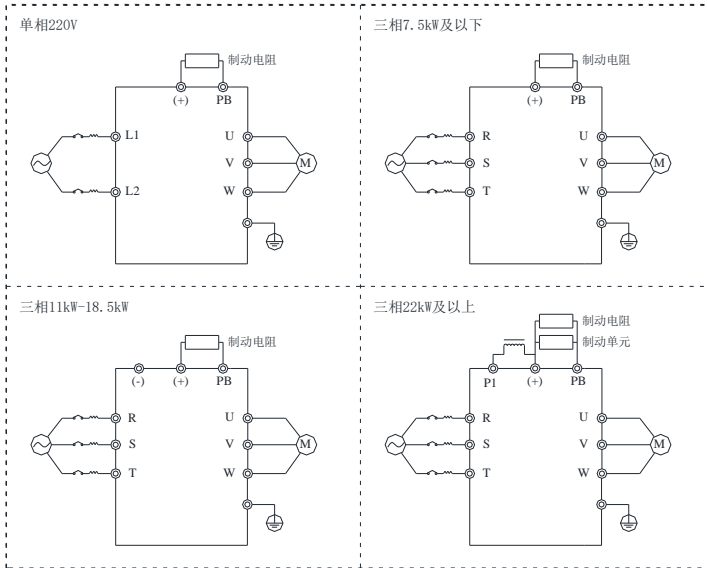 单相220V
制动电阻
(+) PB
L1 U
V M
L2 W
三相7.5kW及以下
制动电阻
(+) PB
R U
S V M
T W
三相11kW-18.5kW
制动电阻
(-) (+) PB
R U
S V M
T W
三相22kW及以上
制动电阻
制动单元
P1 (+) PB
R U
S V M
T W